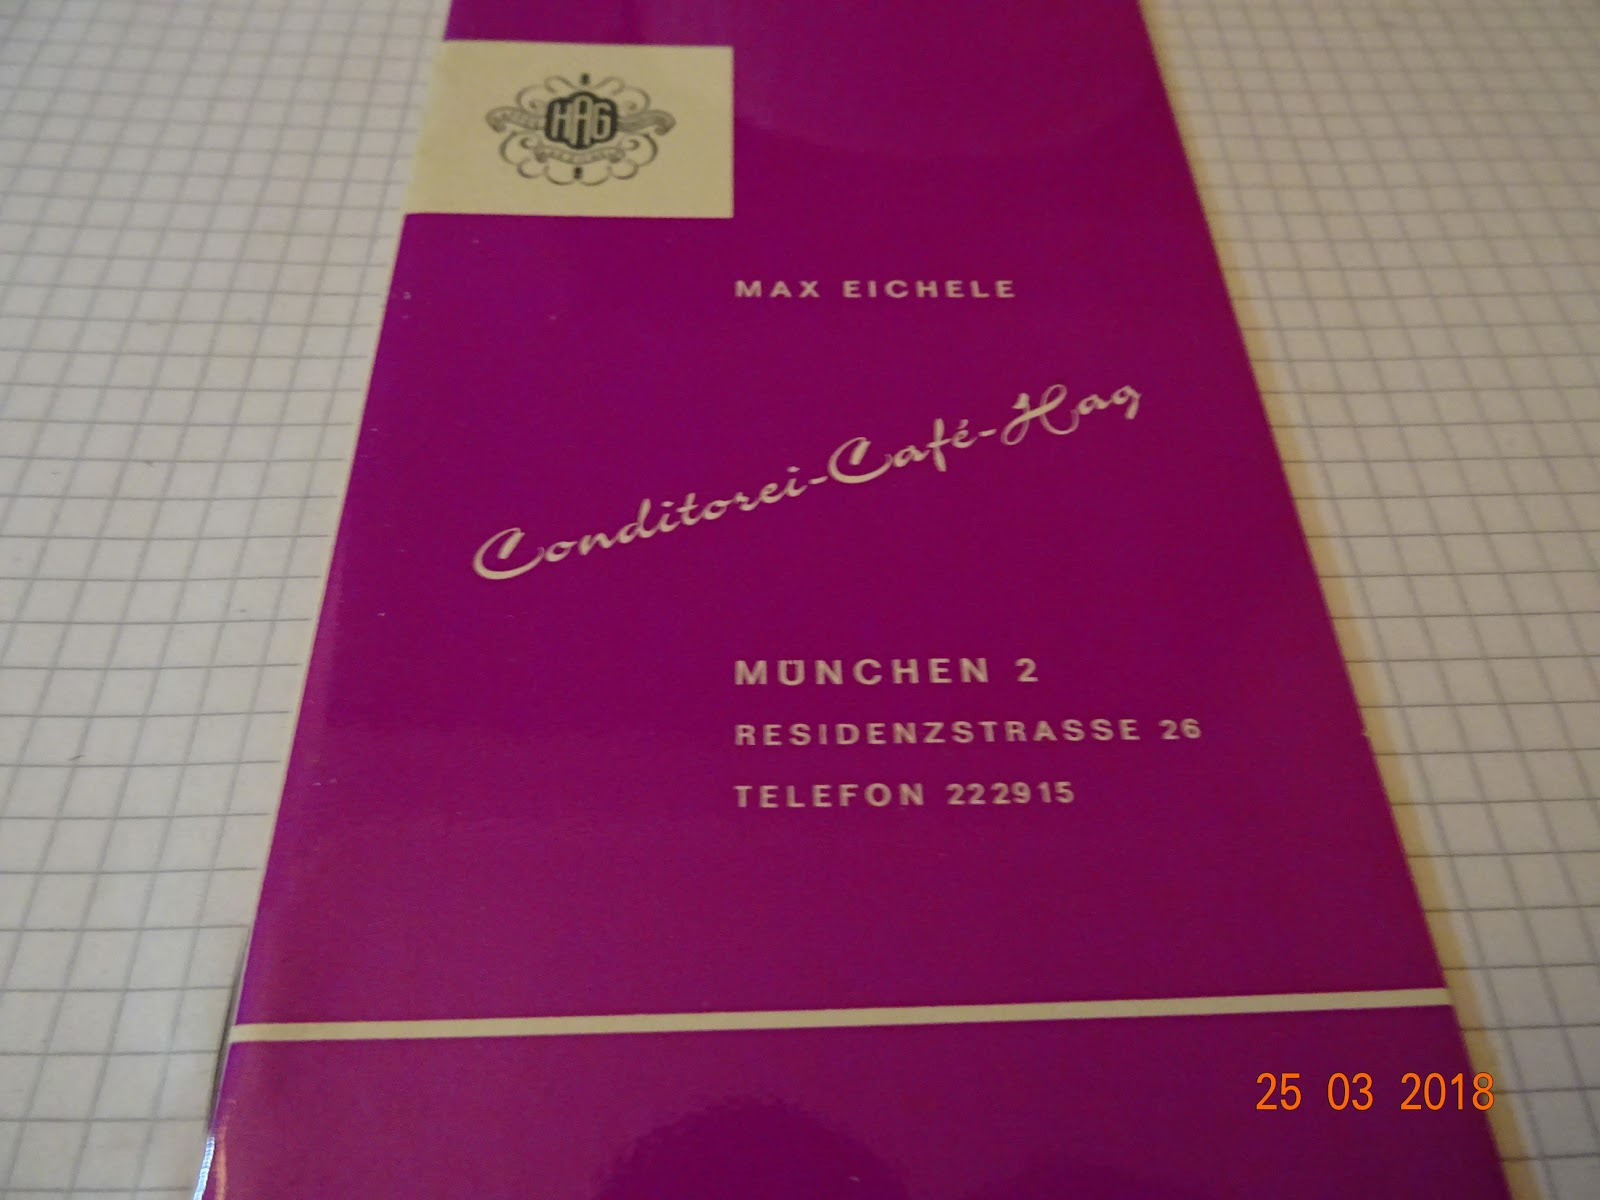 HAG
MAX EICHELE
Conditorei-Café-Hag
MÜNCHEN 2
RESIDENZSTRASSE 26
TELEFON 222915
25 03 2018